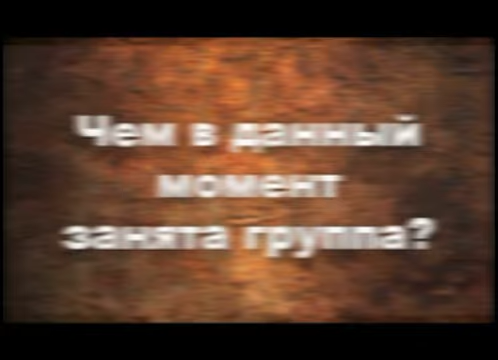 Чем в данный
момент
занята группа?